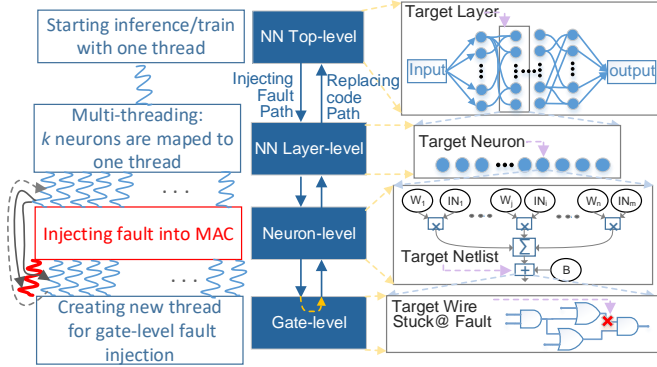 Starting inference/train
with one thread
Multi-threading:
k neurons are maped to
one thread
. . .
Injecting fault into MAC
. . .
Creating new thread
for gate-level fault
injection
NN Top-level
Injecting
Fault
Path
Replacing
code
Path
NN Layer-level
Neuron-level
Gate-level
Target Layer
Input
output
Target Neuron
W1 IN1 Wj INi Wn INm
× × ×
Σ
Target Netlist
+ B
Target Wire
Stuck@ Fault